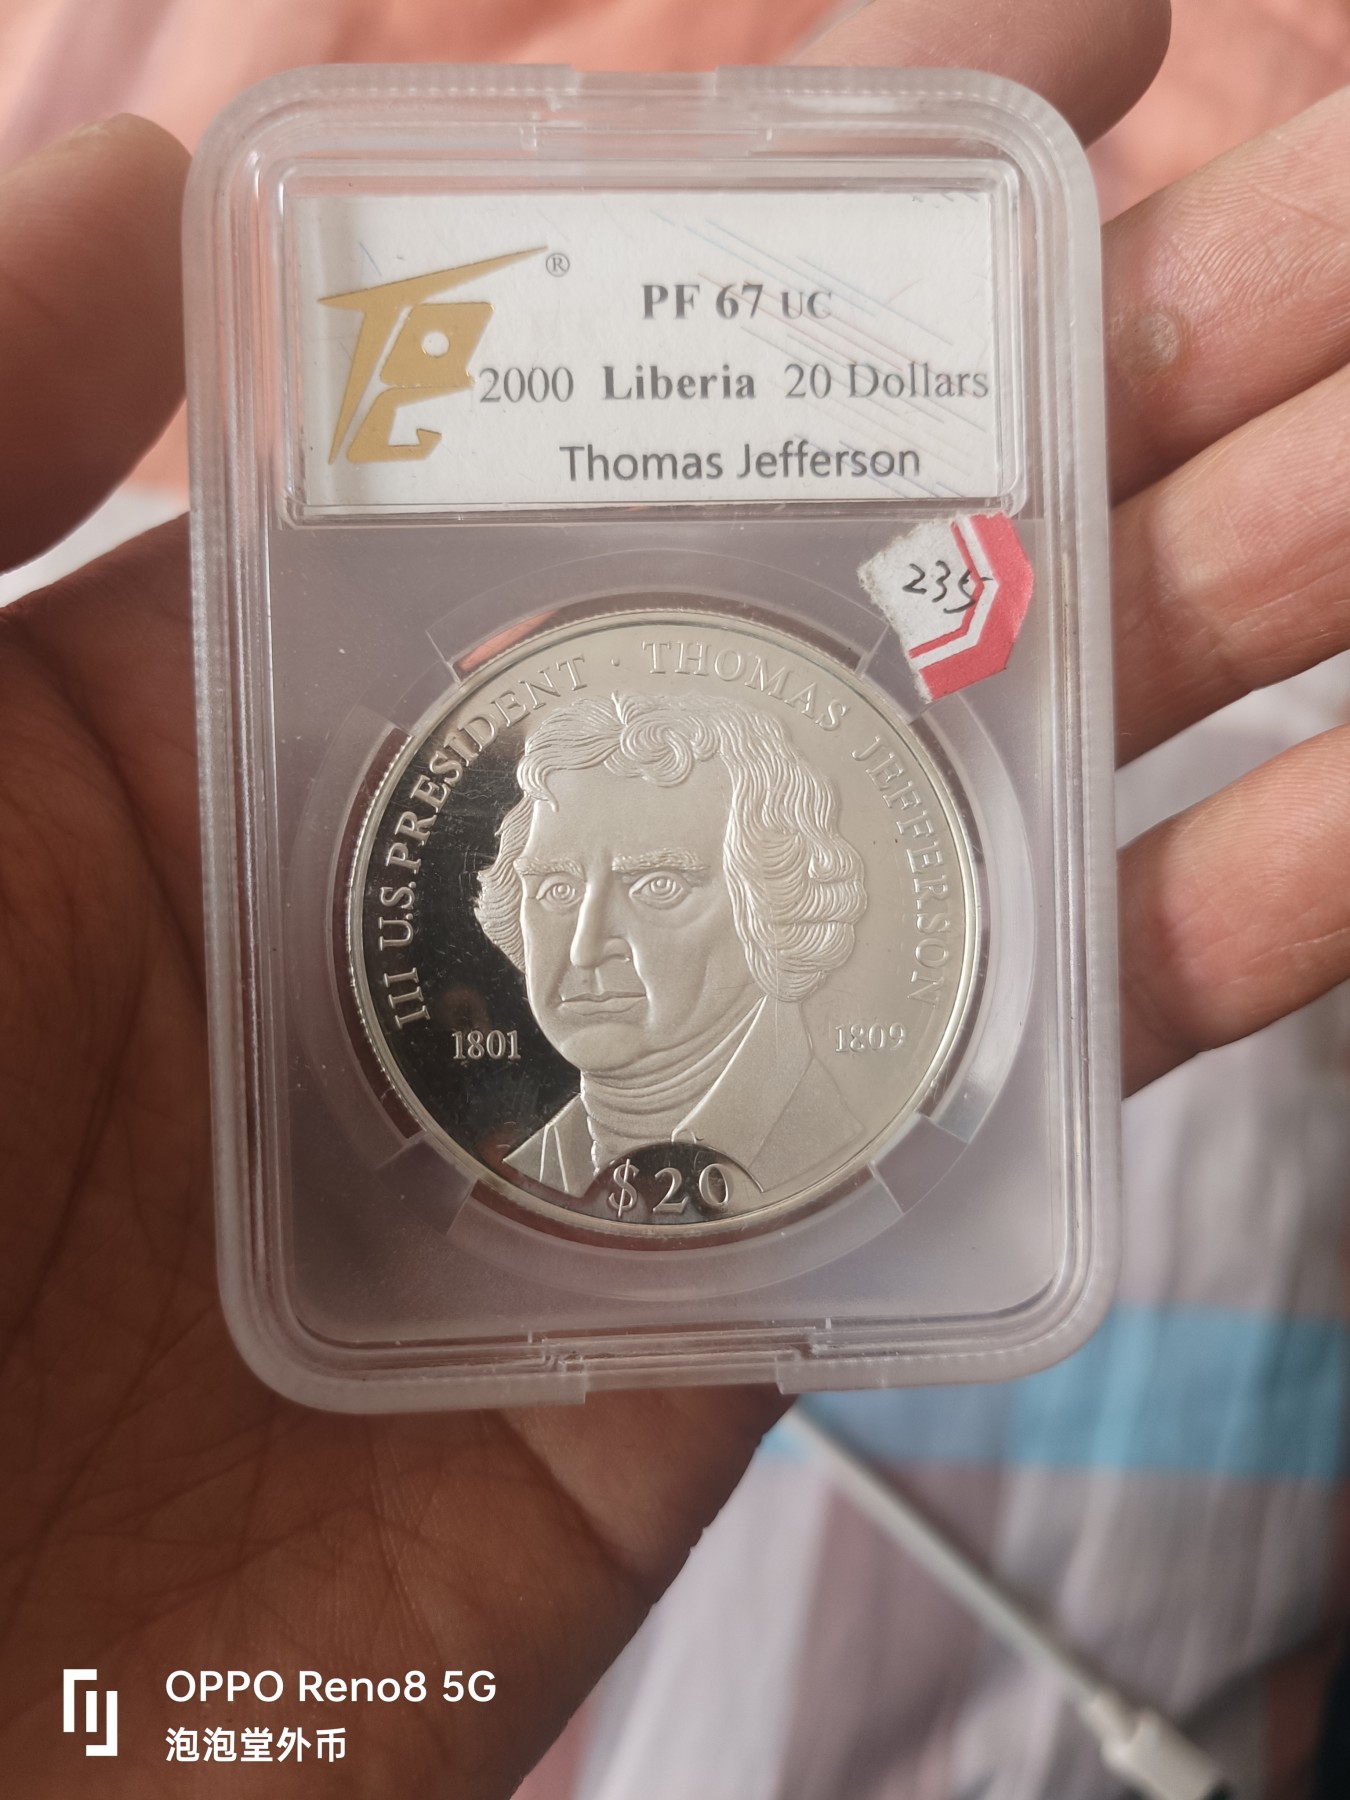 ®
PF 67 UC
2000 Liberia 20 Dollars
Thomas Jefferson
235
III U.S. PRESIDENT · THOMAS JEFFERSON
1801
1809
$20
OPPO Reno8 5G
泡泡堂外币